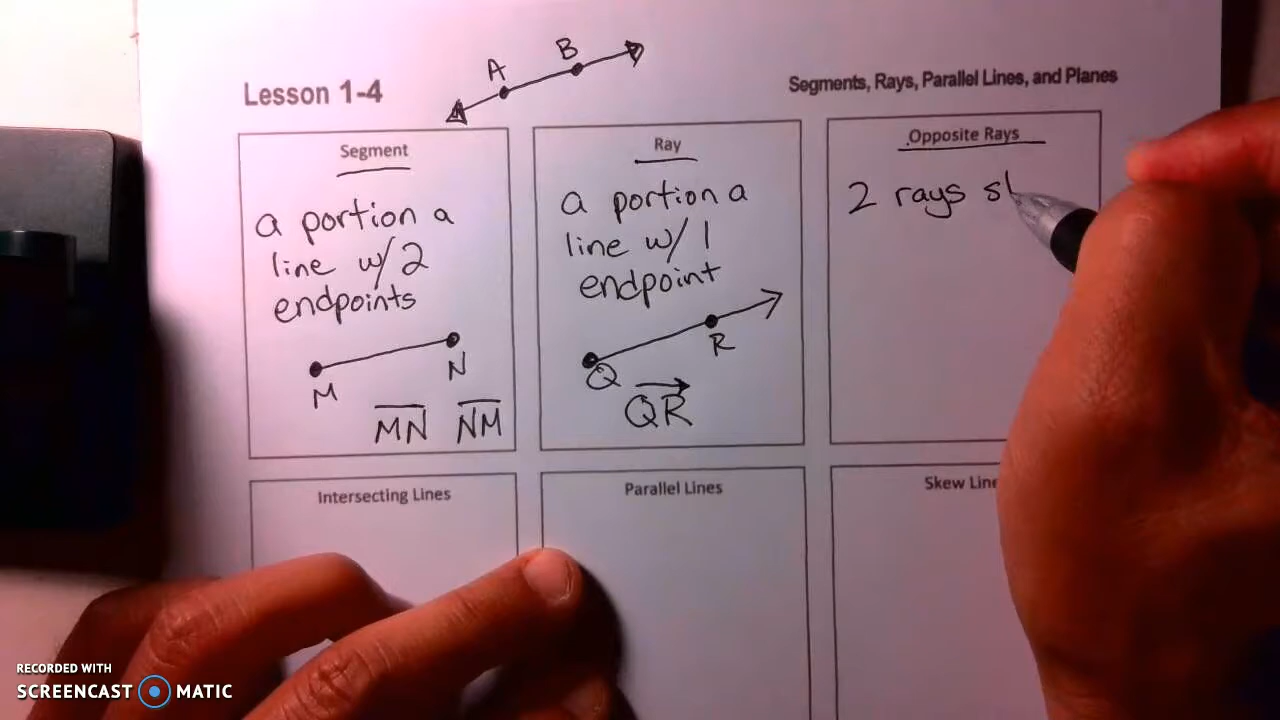 A B
Lesson 1-4
Segments, Rays, Parallel Lines, and Planes
Segment
a portion a
line w/2
endpoints
M N
MN NM
Ray
a portion a
line w/ 1
endpoint
Q R
QR
Opposite Rays
2 rays
Intersecting Lines
Parallel Lines
Skew
RECORDED WITH
SCREENCAST MATIC